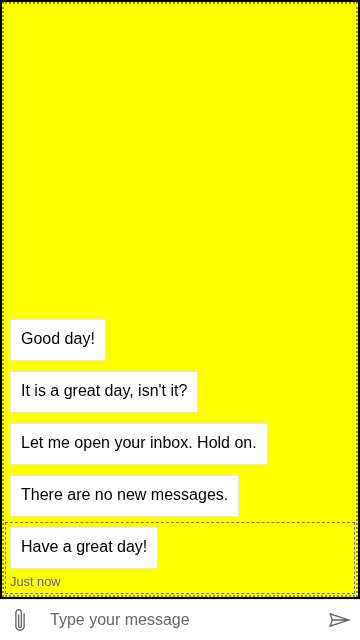 Good day!
It is a great day, isn't it?
Let me open your inbox. Hold on.
There are no new messages.
Have a great day!
Just now
Type your message